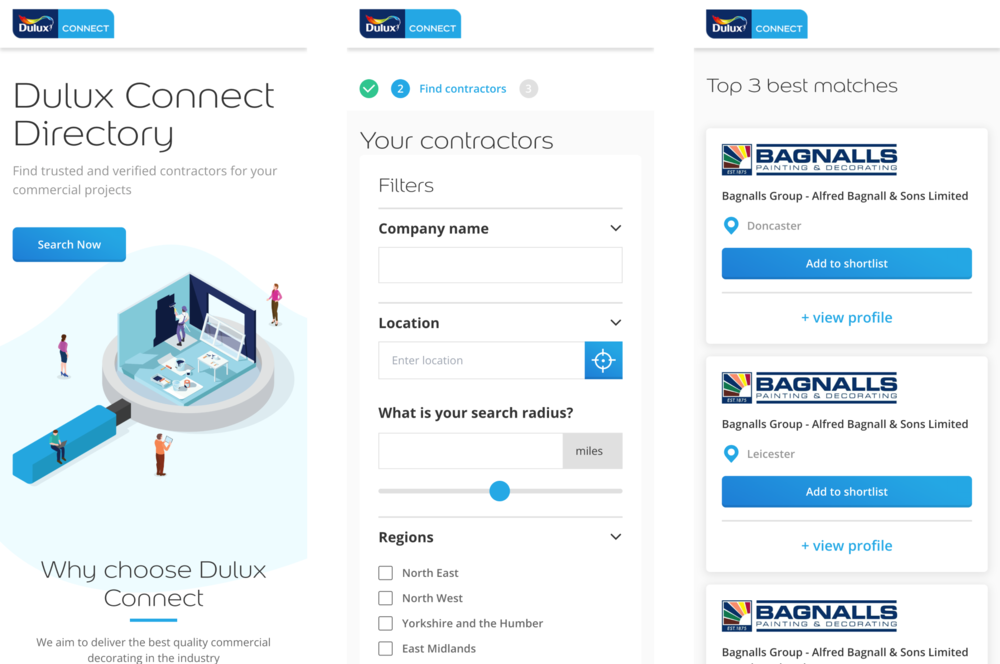 Dulux CONNECT
Dulux Connect
Directory
Find trusted and verified contractors for your
commercial projects
Search Now
Why choose Dulux
Connect
We aim to deliver the best quality commercial
decorating in the industry
Dulux CONNECT
2 Find contractors 3
Your contractors
Filters
Company name
Location
Enter location
What is your search radius?
miles
Regions
North East
North West
Yorkshire and the Humber
East Midlands
Dulux CONNECT
Top 3 best matches
BAGNALLS
PAINTING & DECORATING
EST. 1875
Bagnalls Group - Alfred Bagnall & Sons Limited
Doncaster
Add to shortlist
+ view profile
BAGNALLS
PAINTING & DECORATING
EST. 1875
Bagnalls Group - Alfred Bagnall & Sons Limited
Leicester
Add to shortlist
+ view profile
BAGNALLS
PAINTING & DECORATING
EST. 1875
Bagnalls Group - Alfred Bagnall & Sons Limited